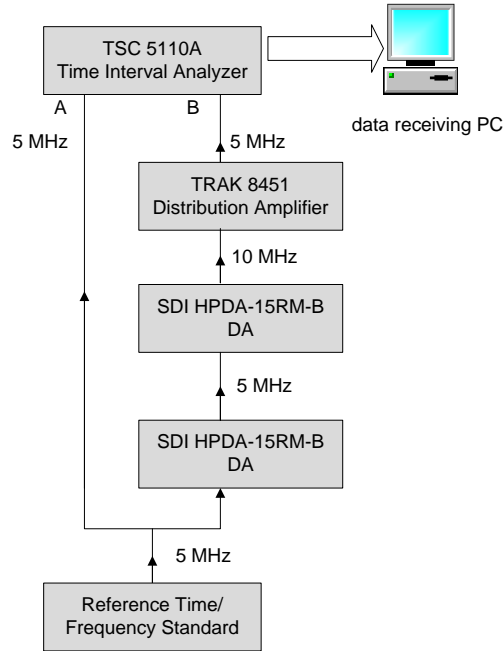 TSC 5110A
Time Interval Analyzer
A
B
data receiving PC
5 MHz
5 MHz
TRAK 8451
Distribution Amplifier
10 MHz
SDI HPDA-15RM-B
DA
5 MHz
SDI HPDA-15RM-B
DA
5 MHz
Reference Time/
Frequency Standard